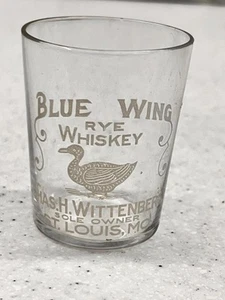 BLUE WING
RYE
WHISKEY
CHAS. H. WITTENBERG
SOLE OWNER
ST. LOUIS, MO.